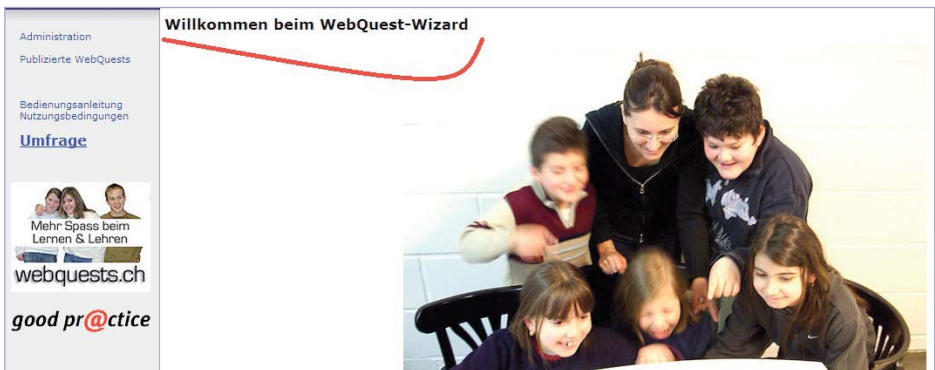 Willkommen beim WebQuest-Wizard
Administration
Publizierte WebQuests
Bedienungsanleitung
Nutzungsbedingungen
Umfrage
Mehr Spass beim
Lernen & Lehren
webquests.ch
good pr@ctice